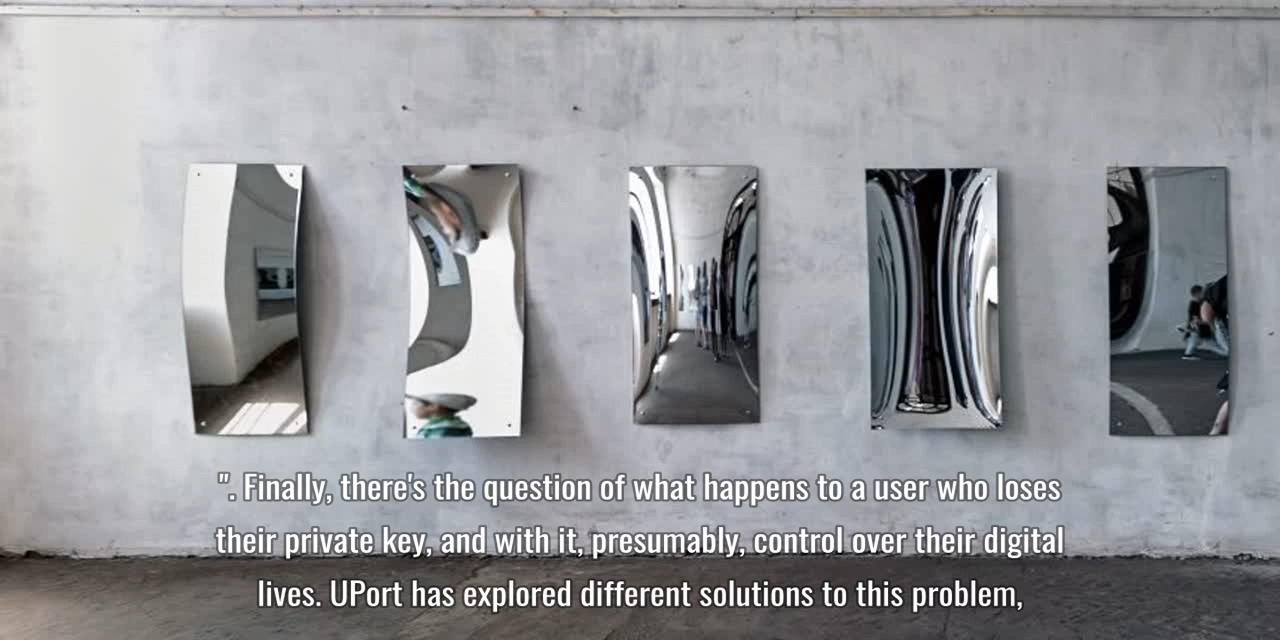 ". Finally, there's the question of what happens to a user who loses
their private key, and with it, presumably, control over their digital
lives. UPort has explored different solutions to this problem,